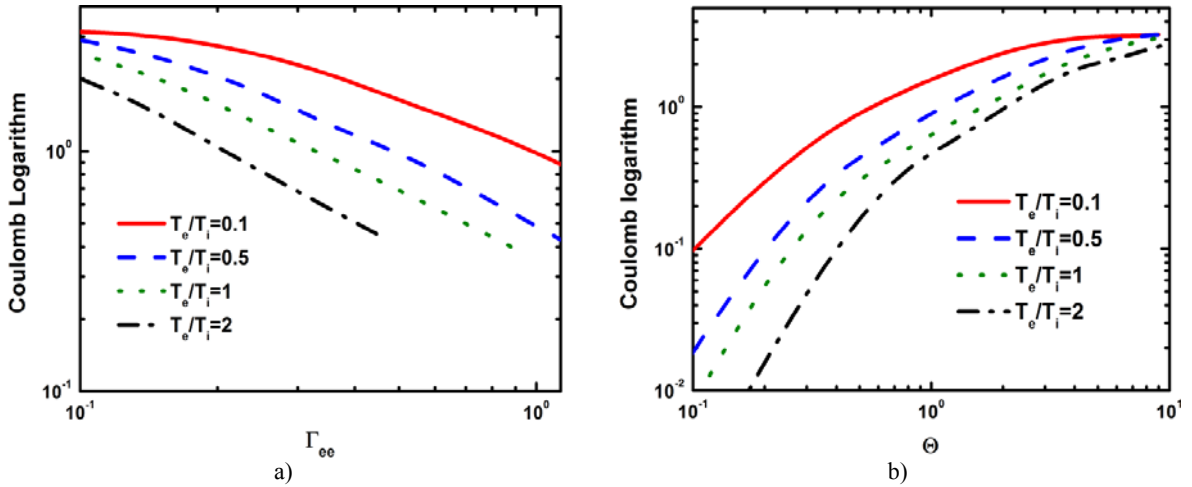 Coulomb Logarithm
10⁰
10⁻¹
10⁻¹
10⁰
Γee
Te/Ti=0.1
Te/Ti=0.5
Te/Ti=1
Te/Ti=2
a)
Coulomb logarithm
10⁰
10⁻¹
10⁻²
10⁻¹
10⁰
10¹
Θ
Te/Ti=0.1
Te/Ti=0.5
Te/Ti=1
Te/Ti=2
b)